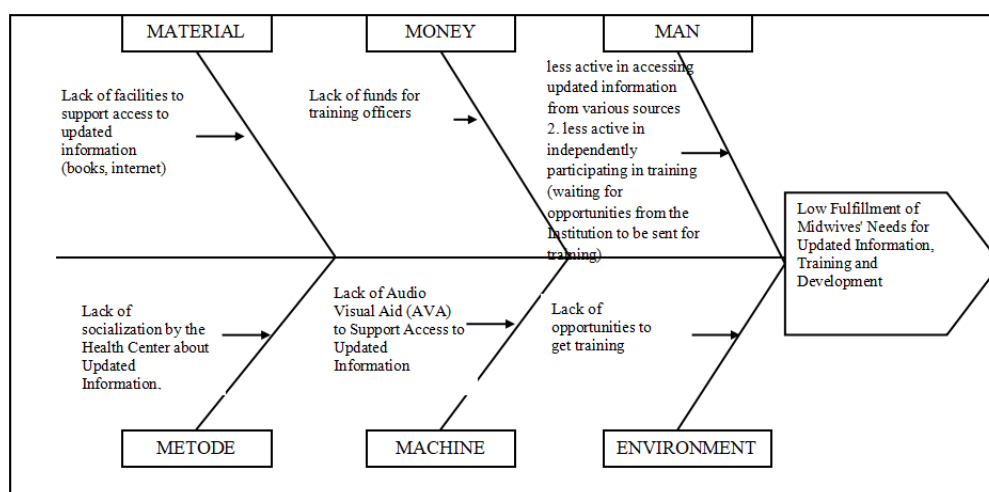 MATERIAL
MONEY
MAN
Lack of facilities to
support access to
updated
information
(books, internet)
Lack of funds for
training officers
less active in accessing
updated information
from various sources
2. less active in
independently
participating in training
(waiting for
opportunities from the
Institution to be sent for
training)
Low Fulfillment of
Midwives' Needs for
Updated Information,
Training and
Development
Lack of
socialization by the
Health Center about
Updated
Information.
Lack of Audio
Visual Aid (AVA)
to Support Access to
Updated
Information
Lack of
opportunities to
get training
METODE
MACHINE
ENVIRONMENT